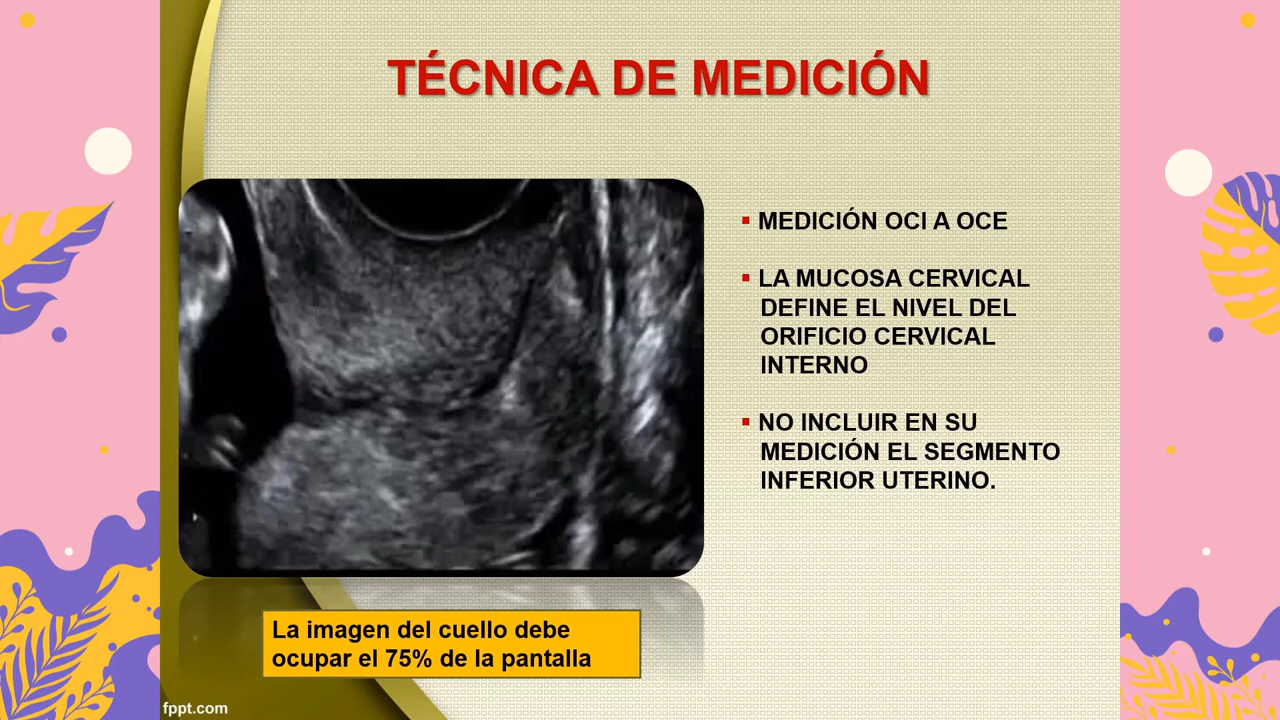 TÉCNICA DE MEDICIÓN
▪ MEDICIÓN OCI A OCE
▪ LA MUCOSA CERVICAL
DEFINE EL NIVEL DEL
ORIFICIO CERVICAL
INTERNO
▪ NO INCLUIR EN SU
MEDICIÓN EL SEGMENTO
INFERIOR UTERINO.
La imagen del cuello debe
ocupar el 75% de la pantalla
fppt.com